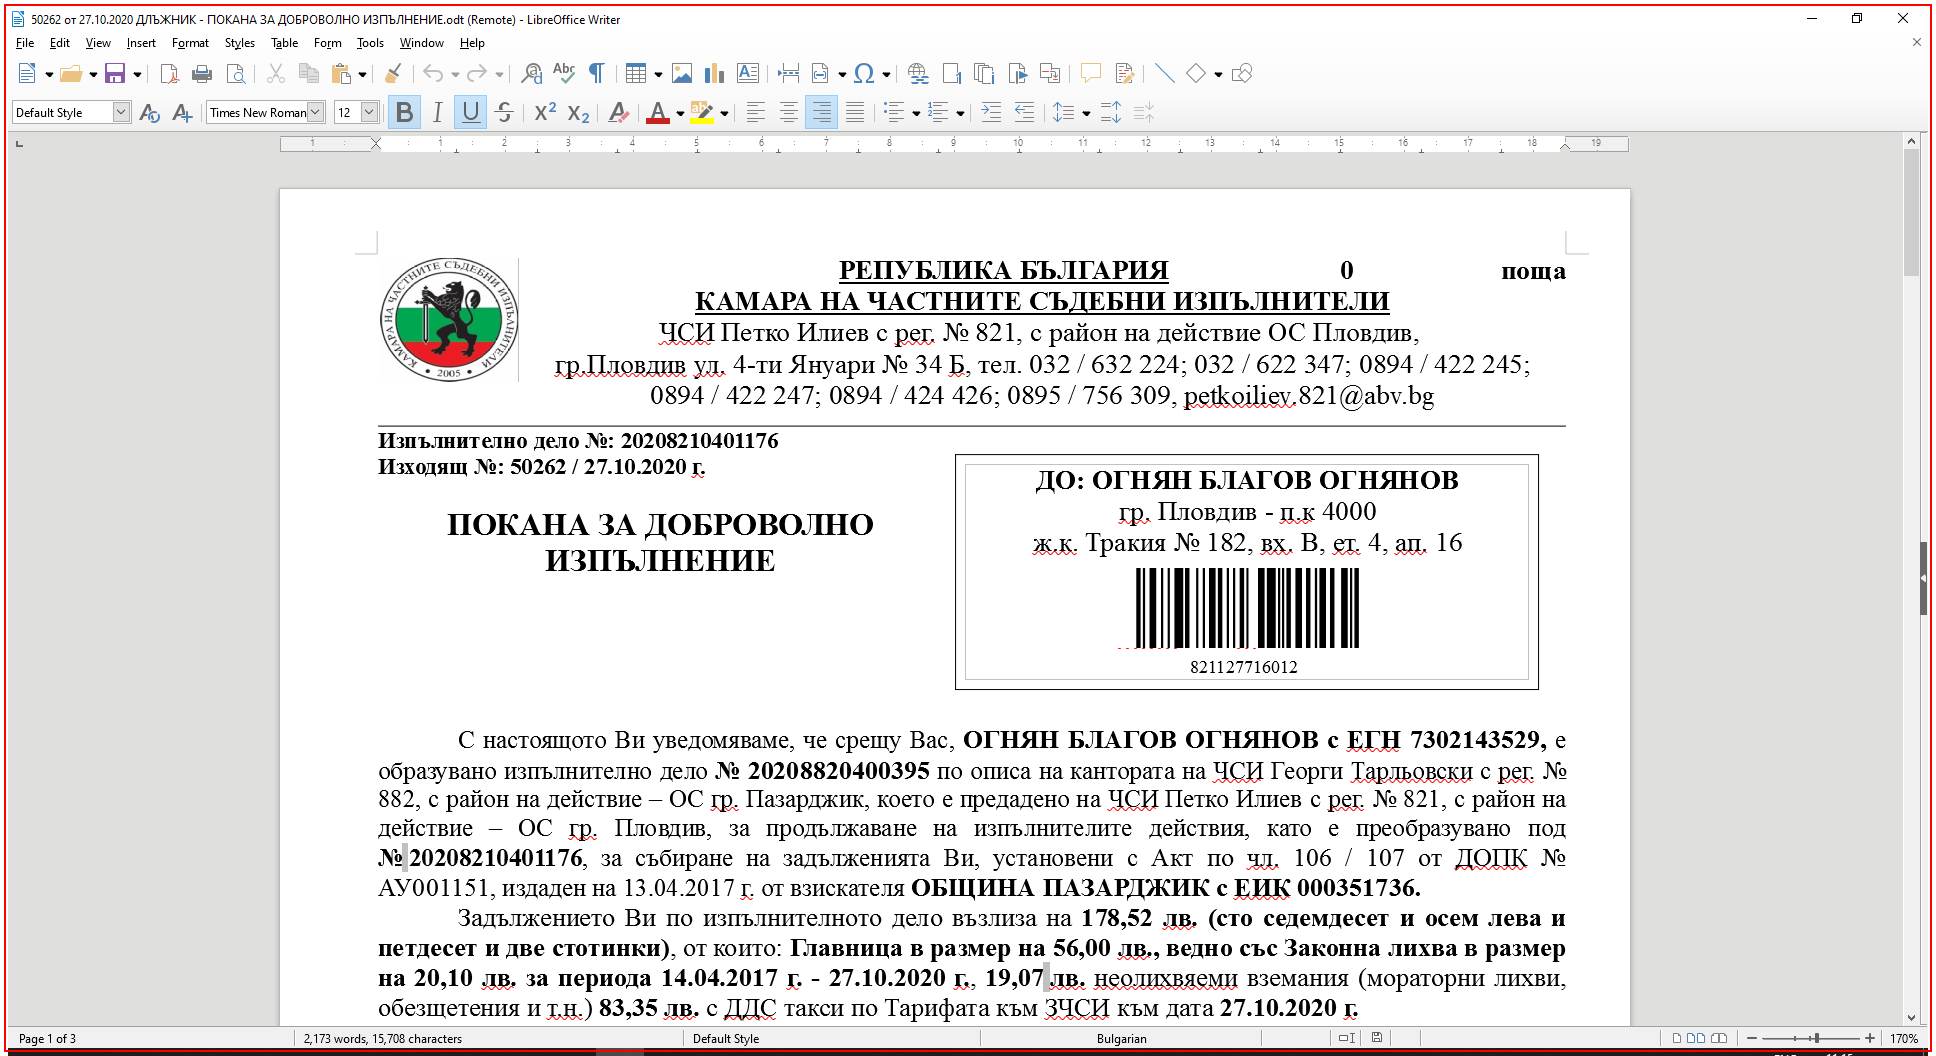 50262 от 27.10.2020 ДЛЪЖНИК - ПОКАНА ЗА ДОБРОВОЛНО ИЗПЪЛНЕНИЕ.odt (Remote) - LibreOffice Writer
File Edit View Insert Format Styles Table Form Tools Window Help
Default Style Times New Roman 12
1 1 2 3 4 5 6 7 8 9 10 11 12 13 14 15 16 17 18 19
КАМАРА НА ЧАСТНИТЕ СЪДЕБНИ ИЗПЪЛНИТЕЛИ
• 2005 •
РЕПУБЛИКА БЪЛГАРИЯ 0 поща
КАМАРА НА ЧАСТНИТЕ СЪДЕБНИ ИЗПЪЛНИТЕЛИ
ЧСИ Петко Илиев с рег. № 821, с район на действие ОС Пловдив,
гр.Пловдив ул. 4-ти Януари № 34 Б, тел. 032 / 632 224; 032 / 622 347; 0894 / 422 245;
0894 / 422 247; 0894 / 424 426; 0895 / 756 309, petkoiliev.821@abv.bg
Изпълнително дело №: 20208210401176
Изходящ №: 50262 / 27.10.2020 г.
ПОКАНА ЗА ДОБРОВОЛНО
ИЗПЪЛНЕНИЕ
ДО: ОГНЯН БЛАГОВ ОГНЯНОВ
гр. Пловдив - п.к 4000
ж.к. Тракия № 182, вх. В, ет. 4, ап. 16
821127716012
С настоящото Ви уведомяваме, че срещу Вас, ОГНЯН БЛАГОВ ОГНЯНОВ с ЕГН 7302143529, е
образувано изпълнително дело № 20208820400395 по описа на кантората на ЧСИ Георги Тарльовски с рег. №
882, с район на действие – ОС гр. Пазарджик, което е предадено на ЧСИ Петко Илиев с рег. № 821, с район на
действие – ОС гр. Пловдив, за продължаване на изпълнителите действия, като е преобразувано под
№ 20208210401176, за събиране на задълженията Ви, установени с Акт по чл. 106 / 107 от ДОПК №
АУ001151, издаден на 13.04.2017 г. от взискателя ОБЩИНА ПАЗАРДЖИК с ЕИК 000351736.
Задължението Ви по изпълнителното дело възлиза на 178,52 лв. (сто седемдесет и осем лева и
петдесет и две стотинки), от които: Главница в размер на 56,00 лв., ведно със Законна лихва в размер
на 20,10 лв. за периода 14.04.2017 г. - 27.10.2020 г., 19,07 лв. неолихвяеми вземания (мораторни лихви,
обезщетения и т.н.) 83,35 лв. с ДДС такси по Тарифата към ЗЧСИ към дата 27.10.2020 г.
Page 1 of 3 2,173 words, 15,708 characters Default Style Bulgarian 170%